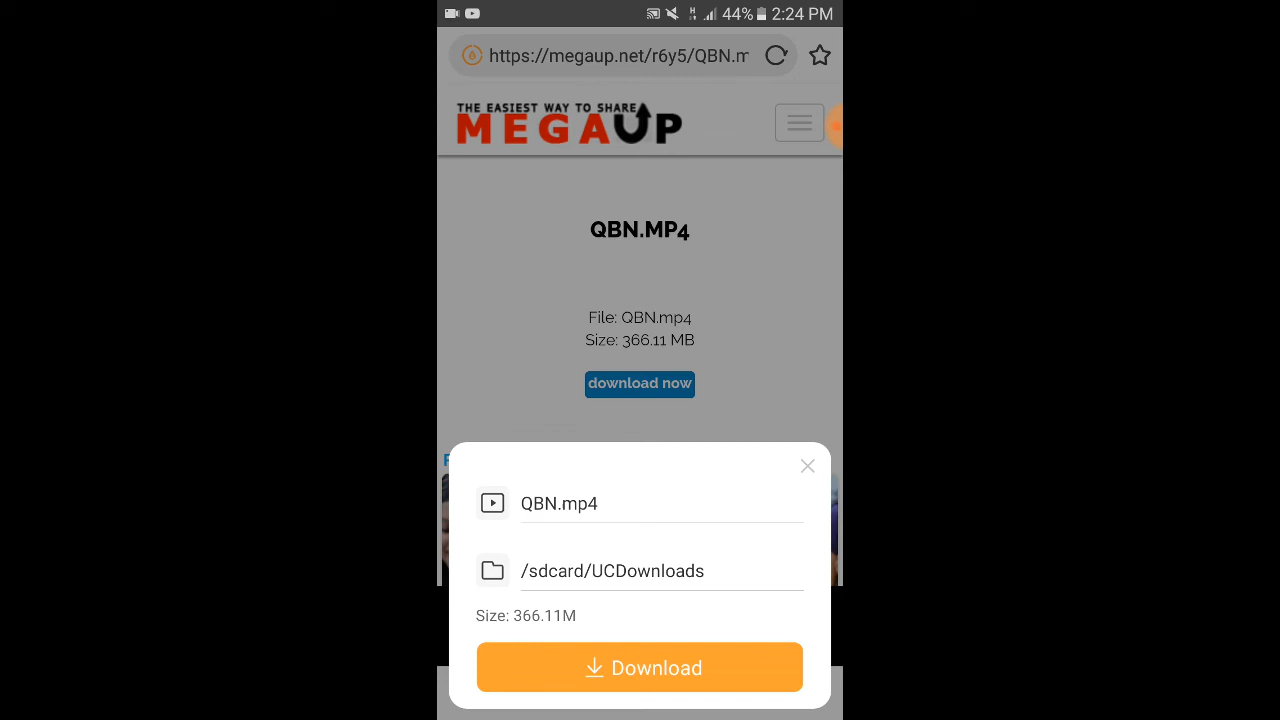 44% 2:24 PM
https://megaup.net/r6y5/QBN.m
THE EASIEST WAY TO SHARE
MEGAUP
QBN.MP4
File: QBN.mp4
Size: 366.11 MB
download now
QBN.mp4
/sdcard/UCDownloads
Size: 366.11M
Download